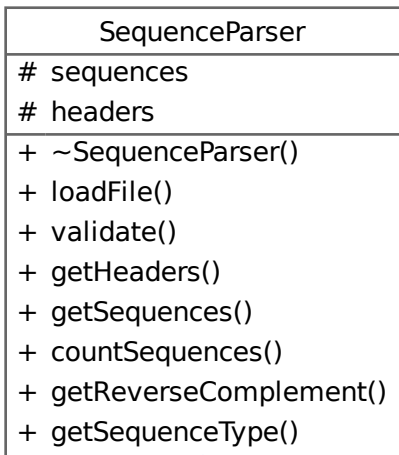 SequenceParser
# sequences
# headers
+ ~SequenceParser()
+ loadFile()
+ validate()
+ getHeaders()
+ getSequences()
+ countSequences()
+ getReverseComplement()
+ getSequenceType()